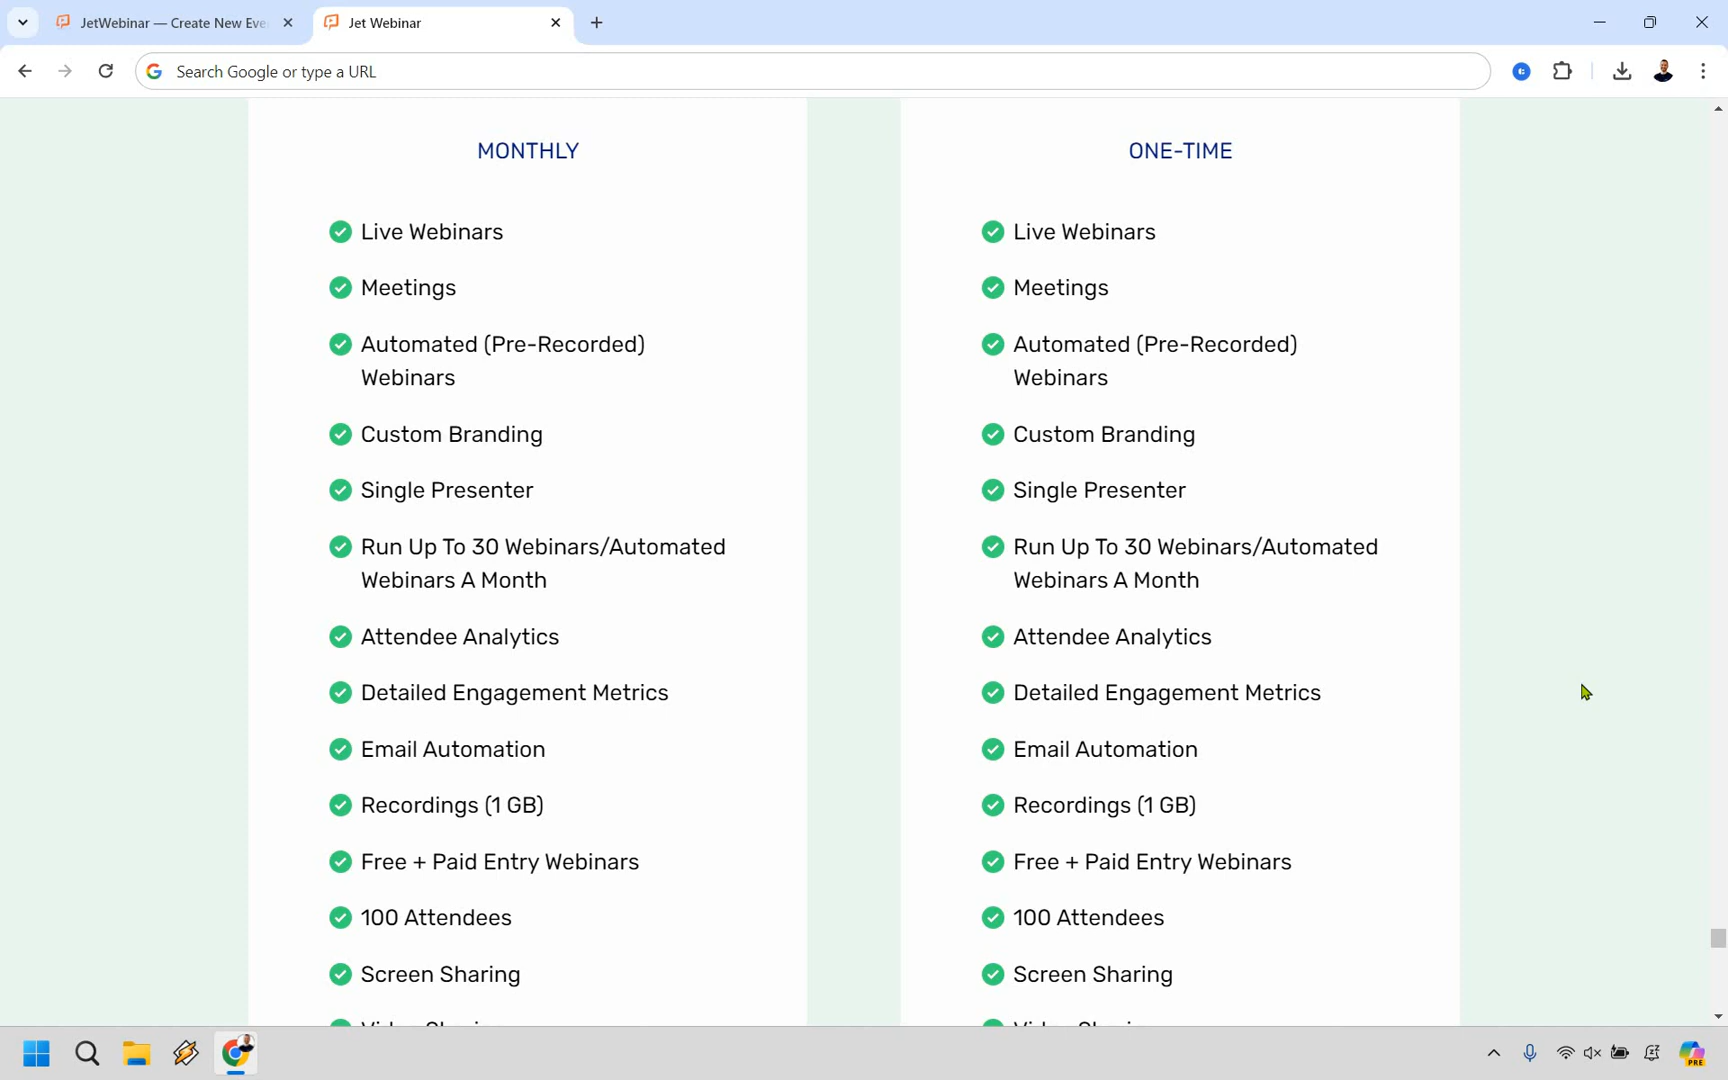 JetWebinar — Create New Eve
Jet Webinar
Search Google or type a URL
MONTHLY
Live Webinars
Meetings
Automated (Pre-Recorded)
Webinars
Custom Branding
Single Presenter
Run Up To 30 Webinars/Automated
Webinars A Month
Attendee Analytics
Detailed Engagement Metrics
Email Automation
Recordings (1 GB)
Free + Paid Entry Webinars
100 Attendees
Screen Sharing
ONE-TIME
Live Webinars
Meetings
Automated (Pre-Recorded)
Webinars
Custom Branding
Single Presenter
Run Up To 30 Webinars/Automated
Webinars A Month
Attendee Analytics
Detailed Engagement Metrics
Email Automation
Recordings (1 GB)
Free + Paid Entry Webinars
100 Attendees
Screen Sharing
PRE